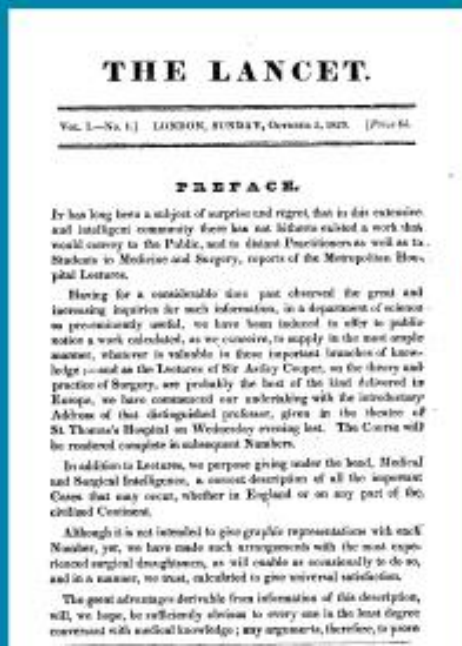 THE LANCET.
VOL. I.—No. 1.] LONDON, SUNDAY, OCTOBER 5, 1823. [Price 6d.
PREFACE.
IT has long been a subject of surprise and regret, that in this extensive
and intelligent community there has not hitherto existed a work that
would convey to the Public, and to distant Practitioners as well as to
Students in Medicine and Surgery, reports of the Metropolitan Hos-
pital Lectures.
Having for a considerable time past observed the great and
increasing inquiries for such information, in a department of science
so pre-eminently useful, we have been induced to offer to public
notice a work calculated, as we conceive, to supply in the most ample
manner, whatever is valuable in these important branches of know-
ledge;—and as the Lectures of Sir Astley Cooper, on the theory and
practice of Surgery, are probably the best of the kind delivered in
Europe, we have commenced our undertaking with the introductory
Address of that distinguished professor, given in the theatre of
St. Thomas's Hospital on Wednesday evening last. The Course will
be rendered complete in subsequent Numbers.
In addition to Lectures, we purpose giving under the head, Medical
and Surgical Intelligence, a correct description of all the important
Cases that may occur, whether in England or on any part of the
civilized Continent.
Although it is not intended to give graphic representations with each
Number, yet, we have made such arrangements with the most expe-
rienced surgical draughtsmen, as will enable us occasionally to do so,
and in a manner, we trust, calculated to give universal satisfaction.
The great advantages derivable from information of this description,
will, we hope, be sufficiently obvious to every one in the least degree
conversant with medical knowledge; any arguments, therefore, to prove